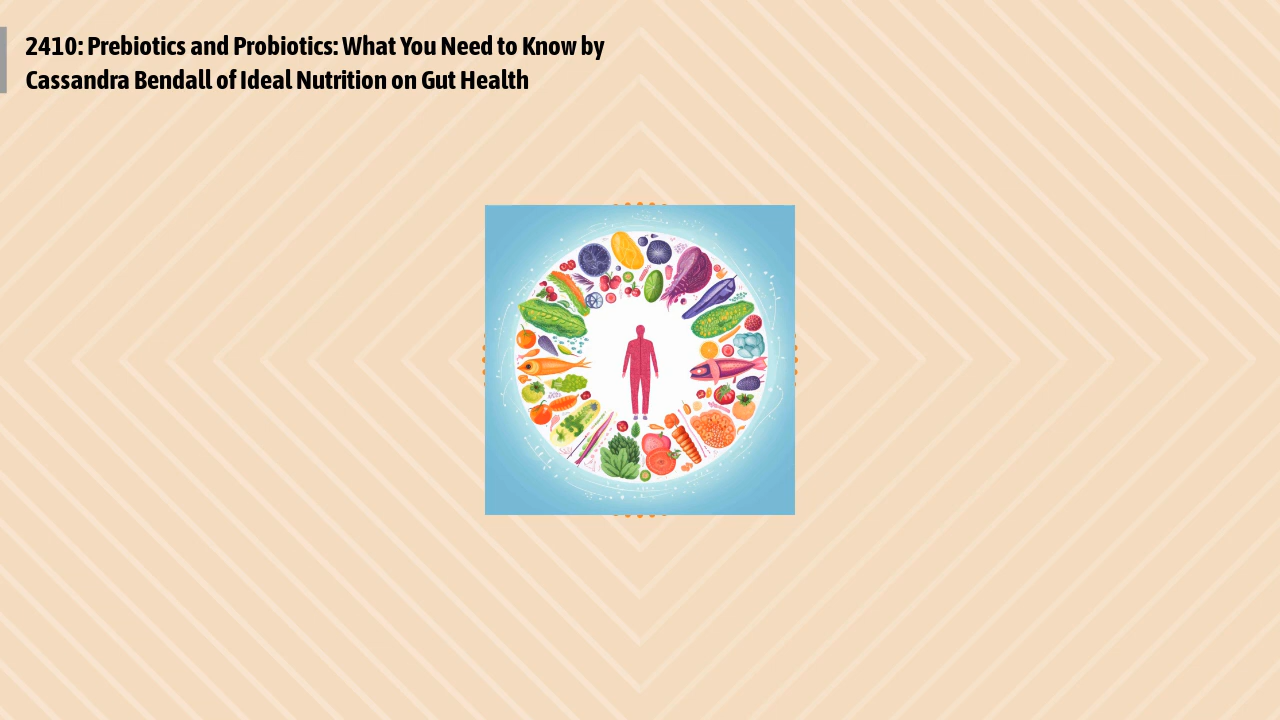 2410: Prebiotics and Probiotics: What You Need to Know by
Cassandra Bendall of Ideal Nutrition on Gut Health